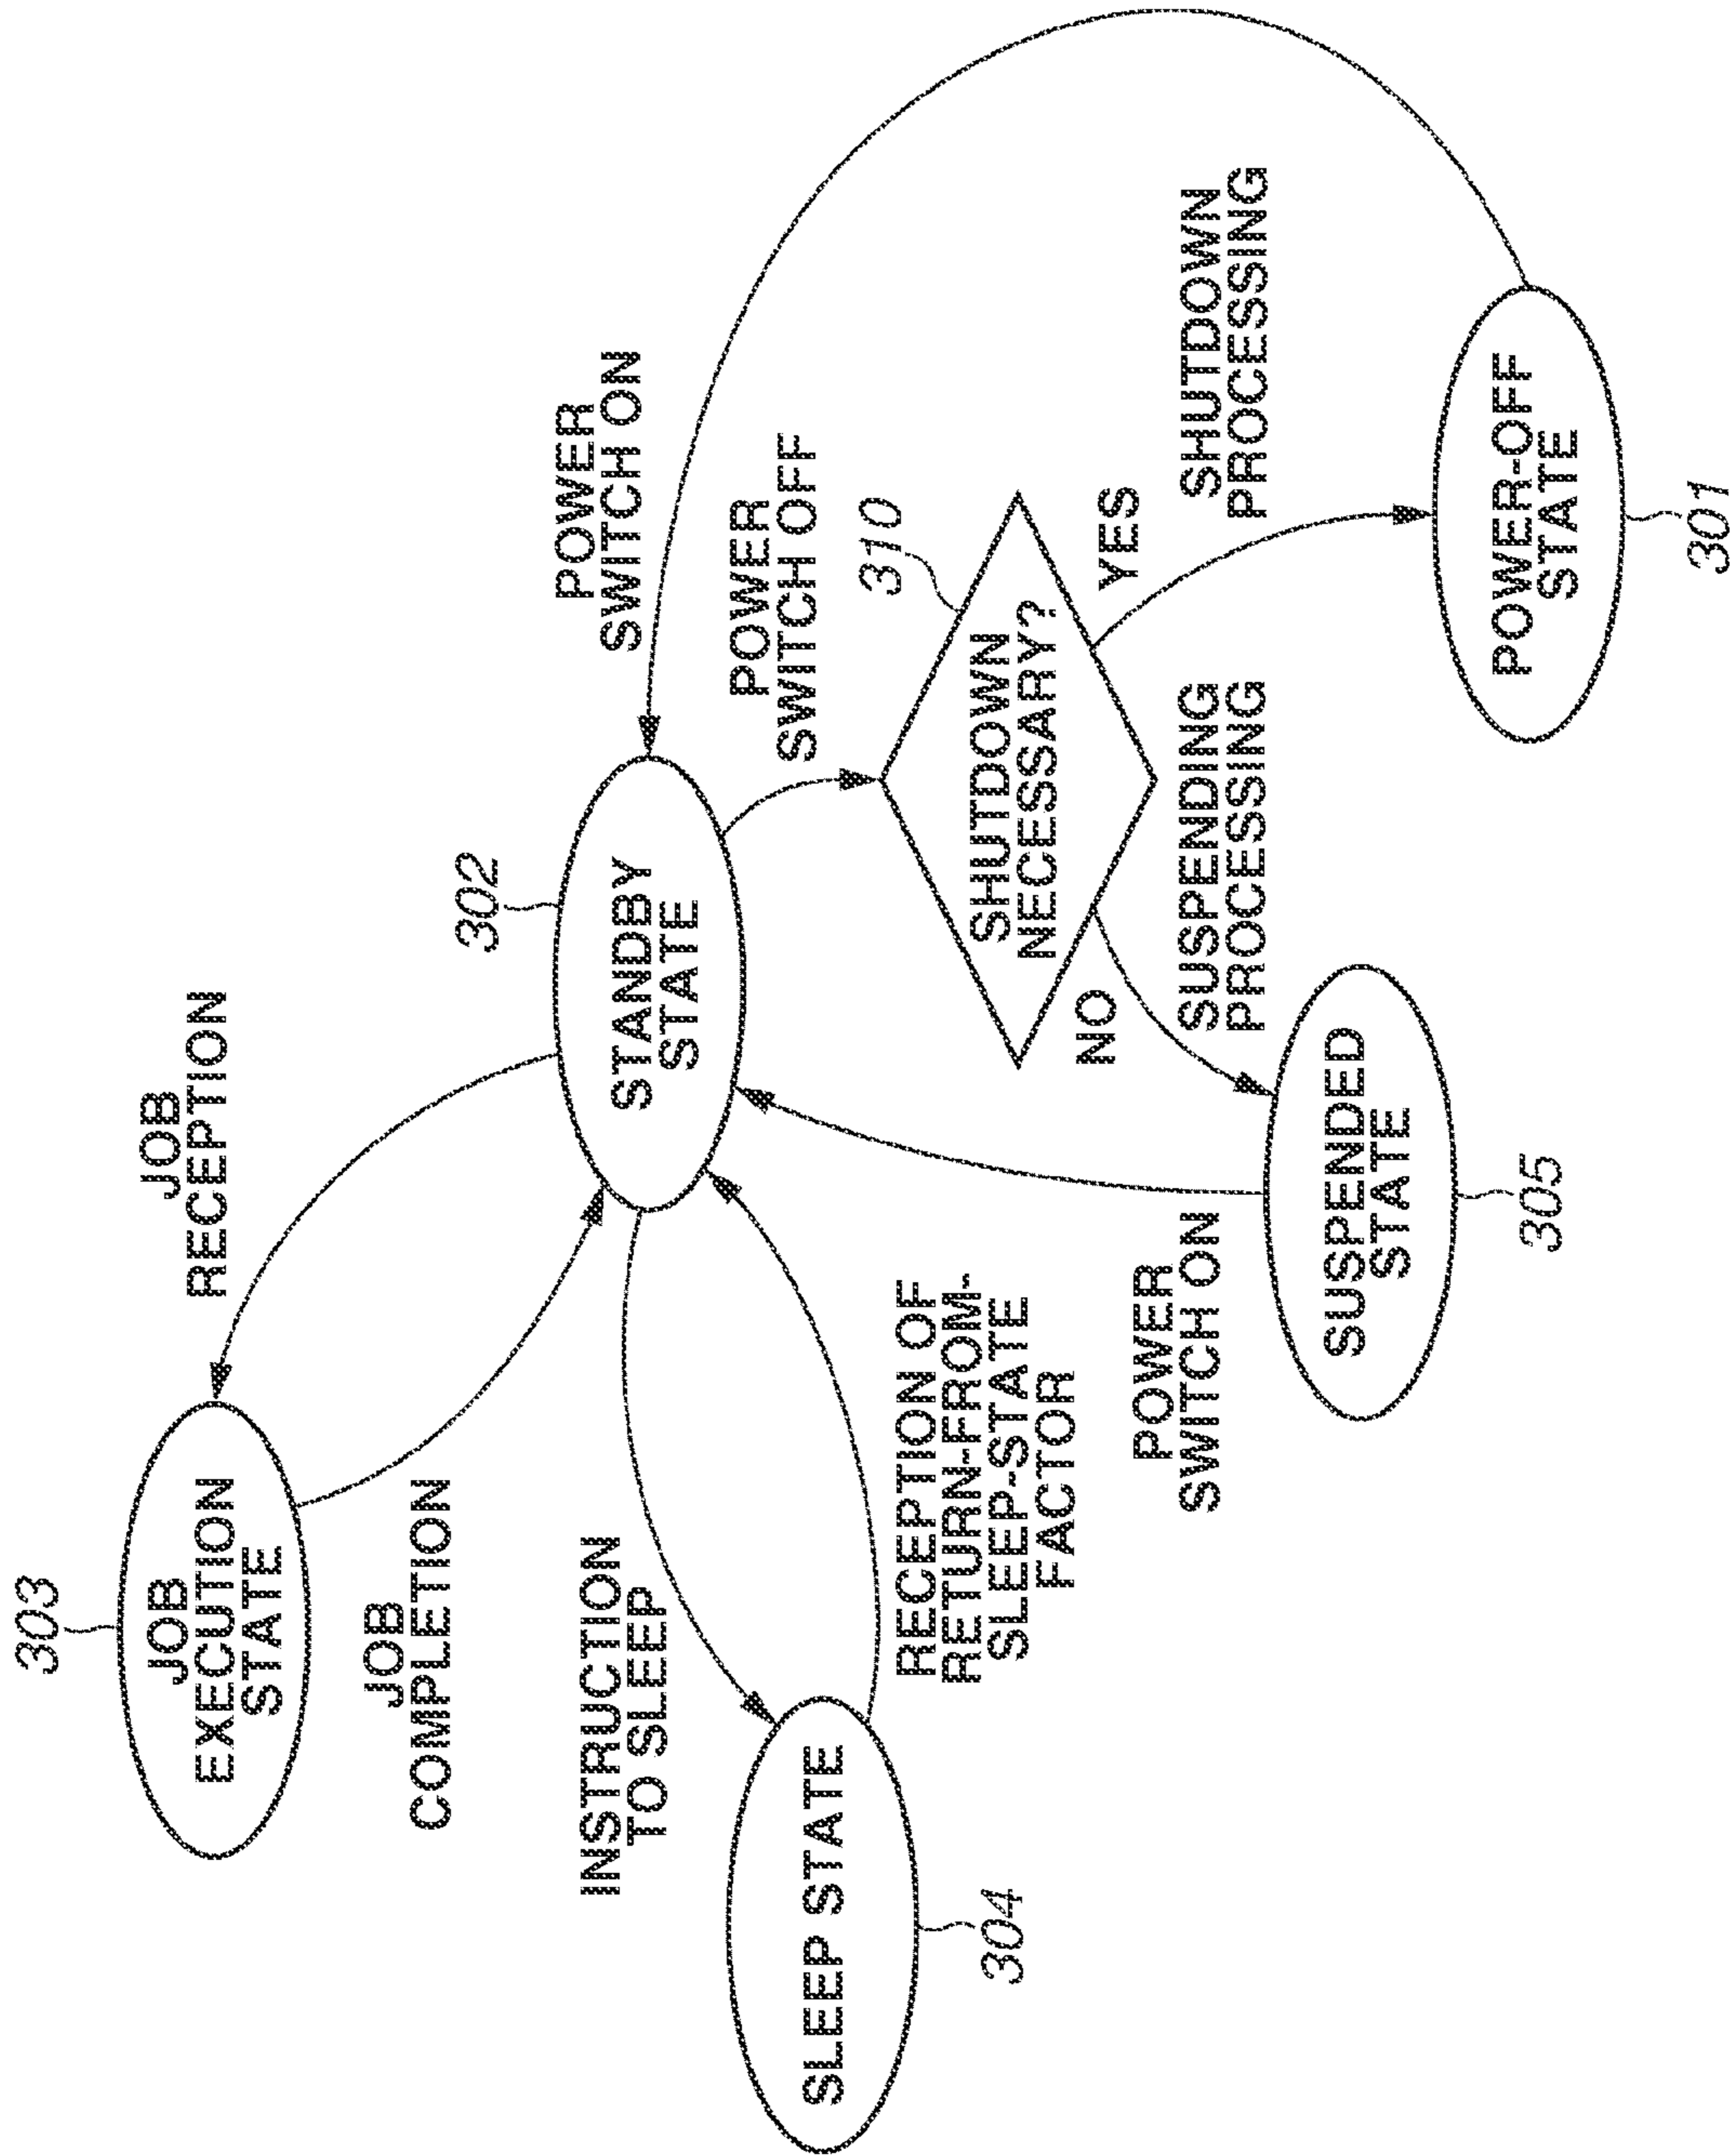 303
JOB
EXECUTION
STATE
JOB
RECEPTION
JOB
COMPLETION
302
STANDBY
STATE
POWER
SWITCH ON
INSTRUCTION
TO SLEEP
SLEEP STATE
304
RECEPTION OF
RETURN-FROM-
SLEEP-STATE
FACTOR
POWER
SWITCH OFF
310
SHUTDOWN
NECESSARY?
NO
YES
POWER
SWITCH ON
SUSPENDING
PROCESSING
SHUTDOWN
PROCESSING
SUSPENDED
STATE
305
POWER-OFF
STATE
301